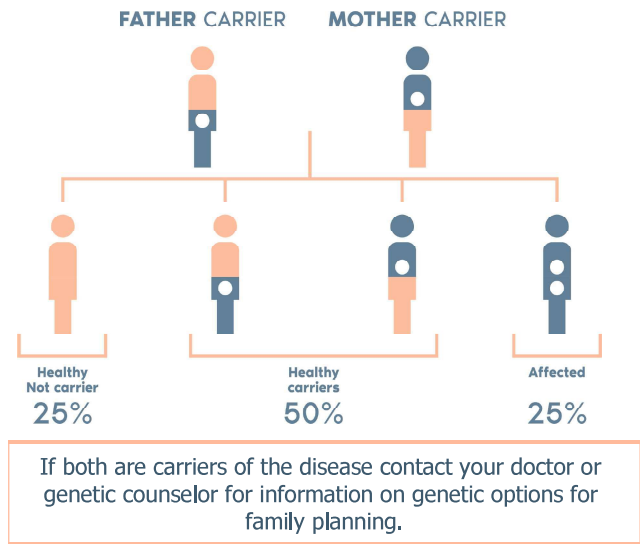 FATHER CARRIER
MOTHER CARRIER
Healthy
Not carrier
25%
Healthy
carriers
50%
Affected
25%
If both are carriers of the disease contact your doctor or
genetic counselor for information on genetic options for
family planning.